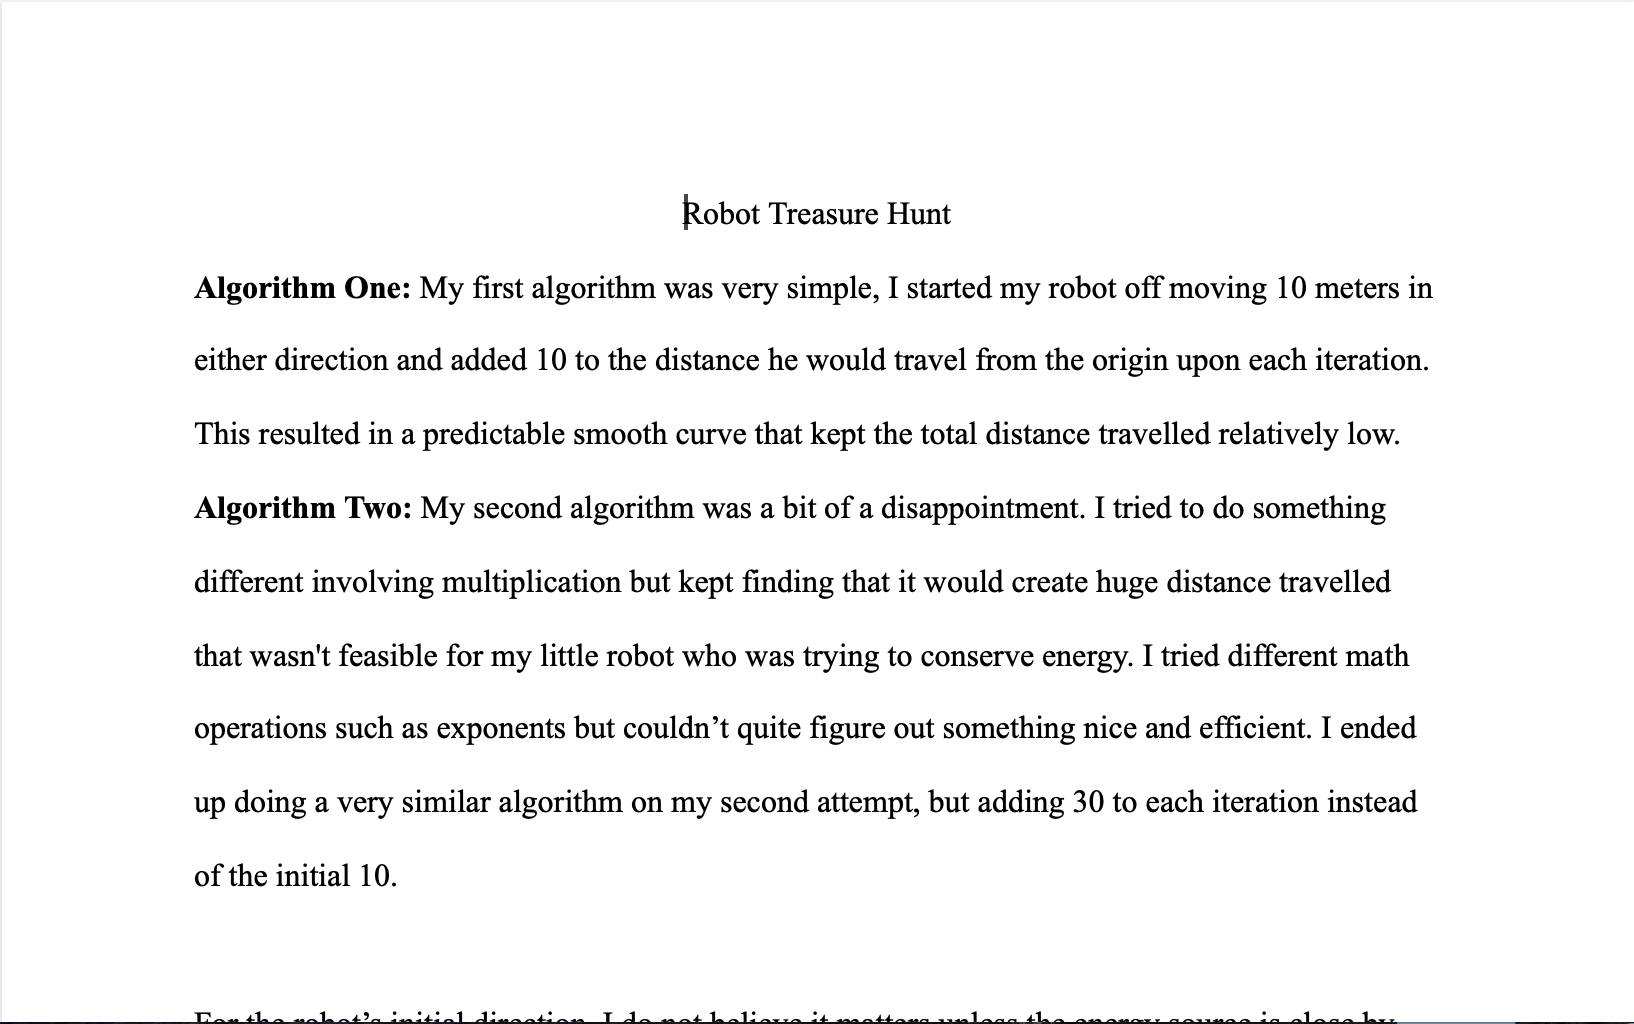 Robot Treasure Hunt
Algorithm One: My first algorithm was very simple, I started my robot off moving 10 meters in
either direction and added 10 to the distance he would travel from the origin upon each iteration.
This resulted in a predictable smooth curve that kept the total distance travelled relatively low.
Algorithm Two: My second algorithm was a bit of a disappointment. I tried to do something
different involving multiplication but kept finding that it would create huge distance travelled
that wasn't feasible for my little robot who was trying to conserve energy. I tried different math
operations such as exponents but couldn’t quite figure out something nice and efficient. I ended
up doing a very similar algorithm on my second attempt, but adding 30 to each iteration instead
of the initial 10.
For the robot’s initial direction, I do not believe it matters unless the energy source is close by